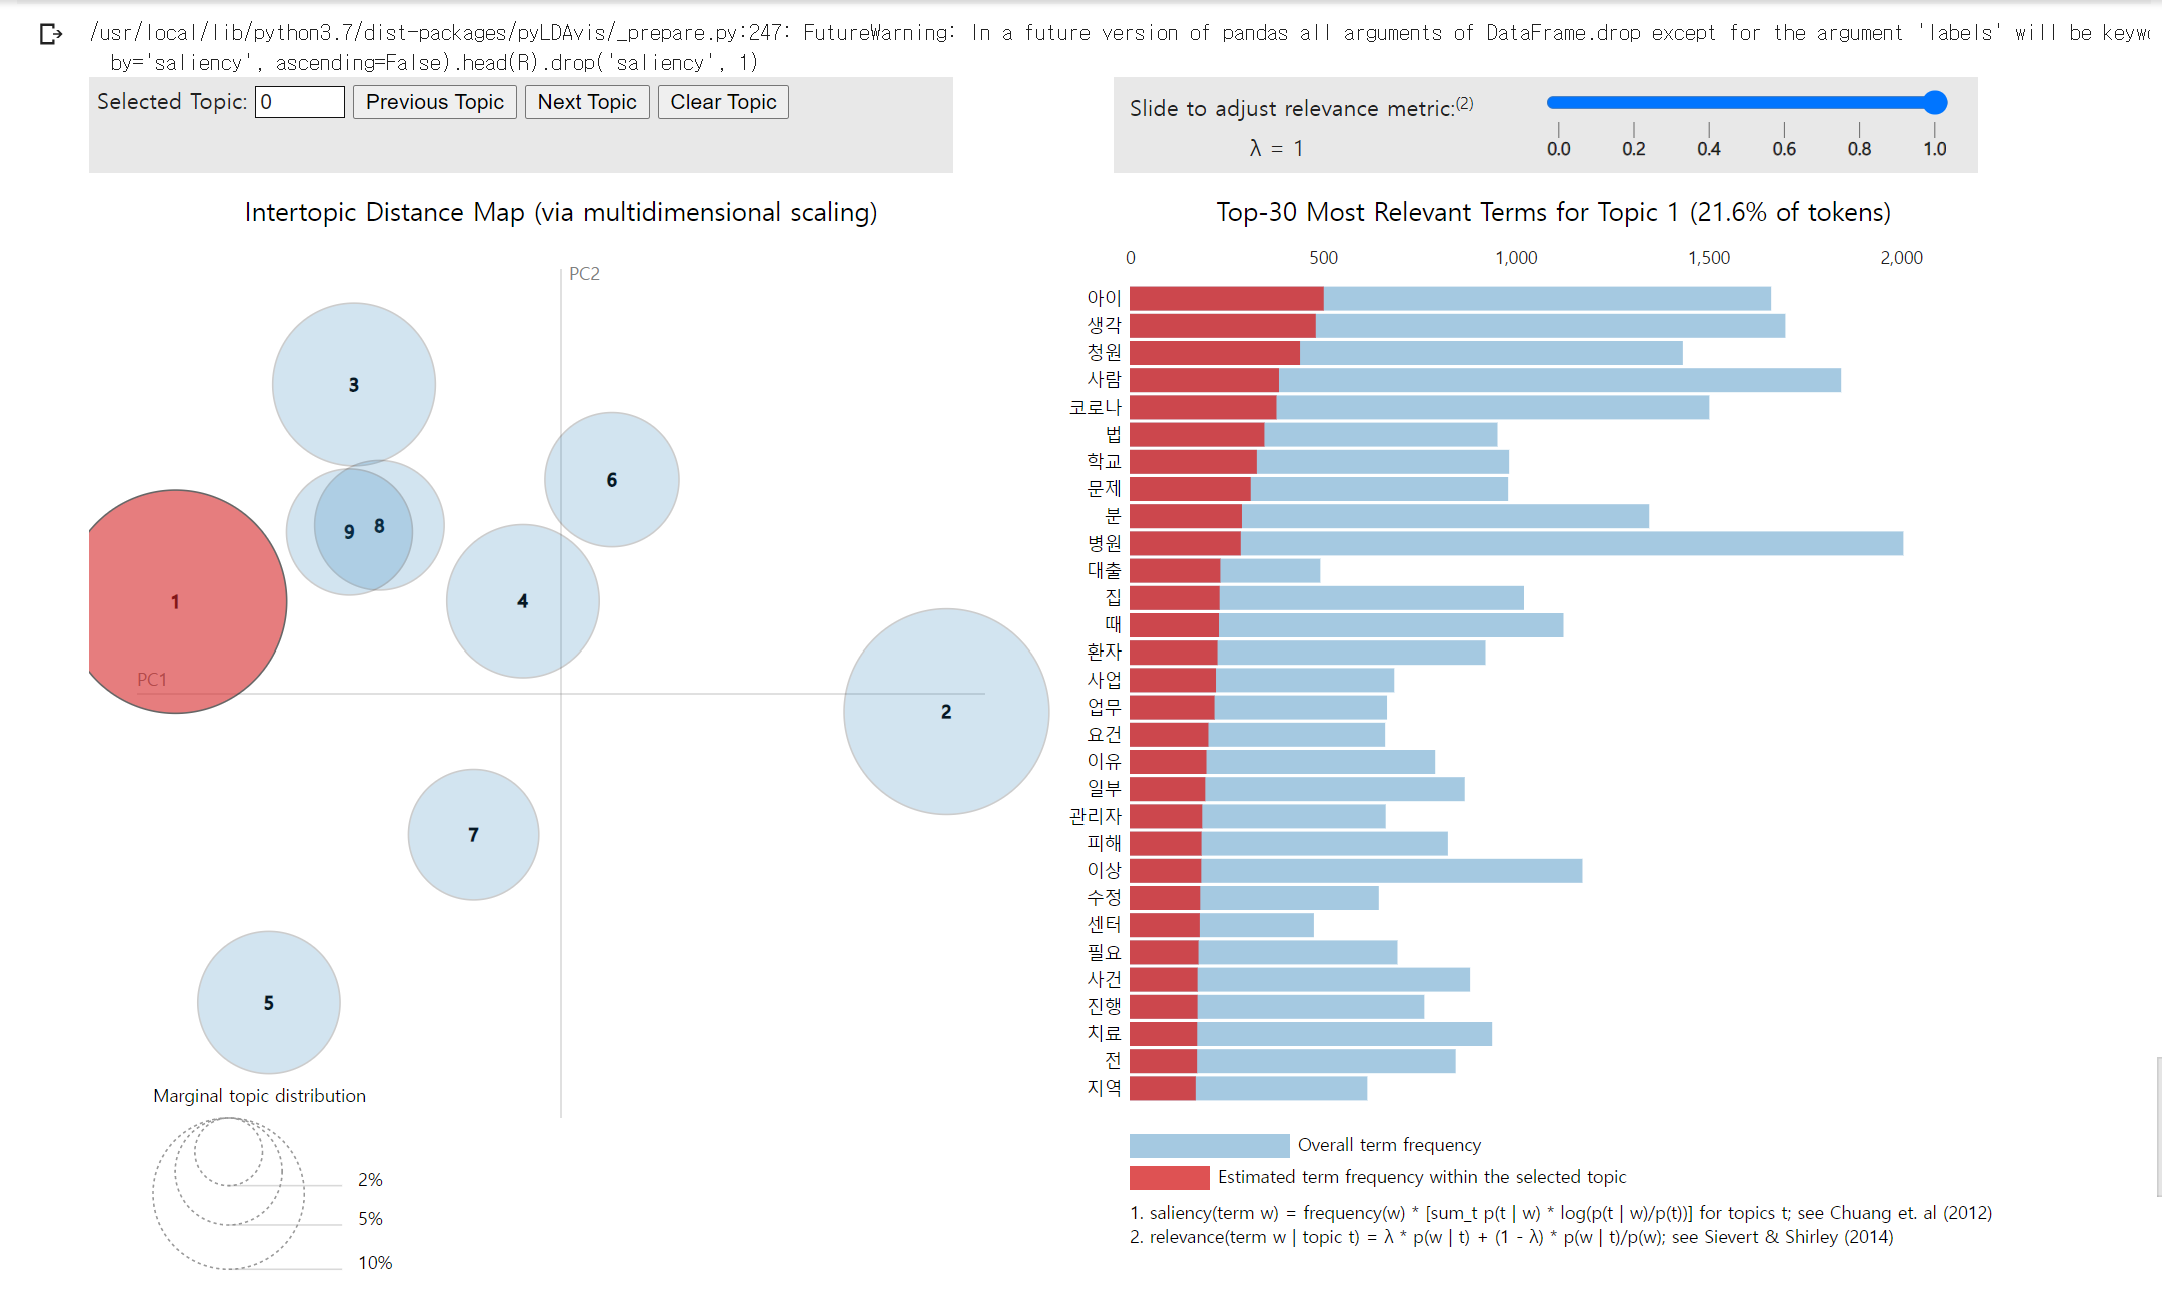 /usr/local/lib/python3.7/dist-packages/pyLDAvis/_prepare.py:247: FutureWarning: In a future version of pandas all arguments of DataFrame.drop except for the argument 'labels' will be
by='saliency', ascending=False).head(R).drop('saliency', 1)
Selected Topic: 0 Previous Topic Next Topic Clear Topic
Slide to adjust relevance metric:(2)
λ = 1
0.0 0.2 0.4 0.6 0.8 1.0
Intertopic Distance Map (via multidimensional scaling)
PC2
3
6
9 8
1
4
PC1
2
7
5
Marginal topic distribution
2%
5%
10%
Top-30 Most Relevant Terms for Topic 1 (21.6% of tokens)
0 500 1,000 1,500 2,000
아이
생각
청원
사람
코로나
법
학교
문제
분
병원
대출
집
때
환자
사업
업무
요건
이유
일부
관리자
피해
이상
수정
센터
필요
사건
진행
치료
전
지역
Overall term frequency
Estimated term frequency within the selected topic
1. saliency(term w) = frequency(w) * [sum_t p(t | w) * log(p(t | w)/p(t))] for topics t; see Chuang et. al (2012)
2. relevance(term w | topic t) = λ * p(w | t) + (1 - λ) * p(w | t)/p(w); see Sievert & Shirley (2014)